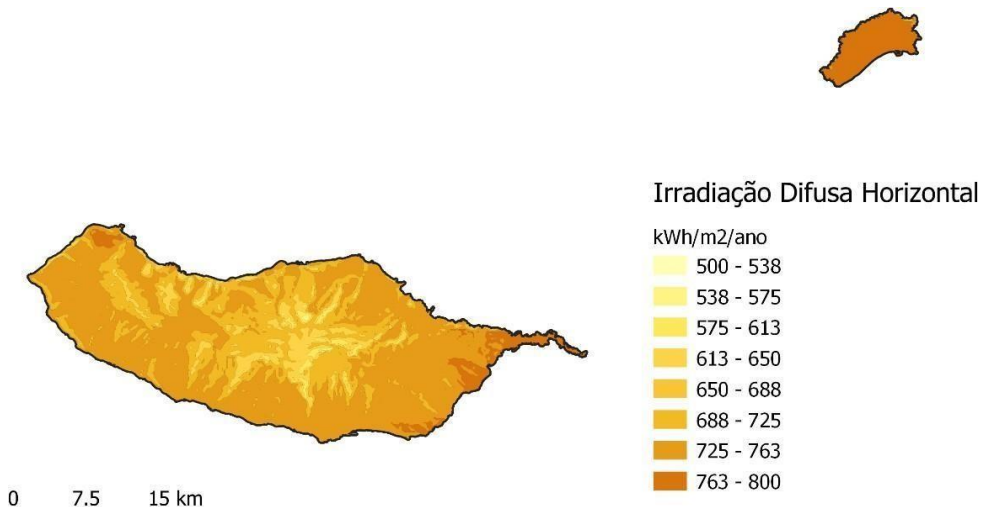 Irradiação Difusa Horizontal
kWh/m2/ano
500 - 538
538 - 575
575 - 613
613 - 650
650 - 688
688 - 725
725 - 763
763 - 800
0 7.5 15 km